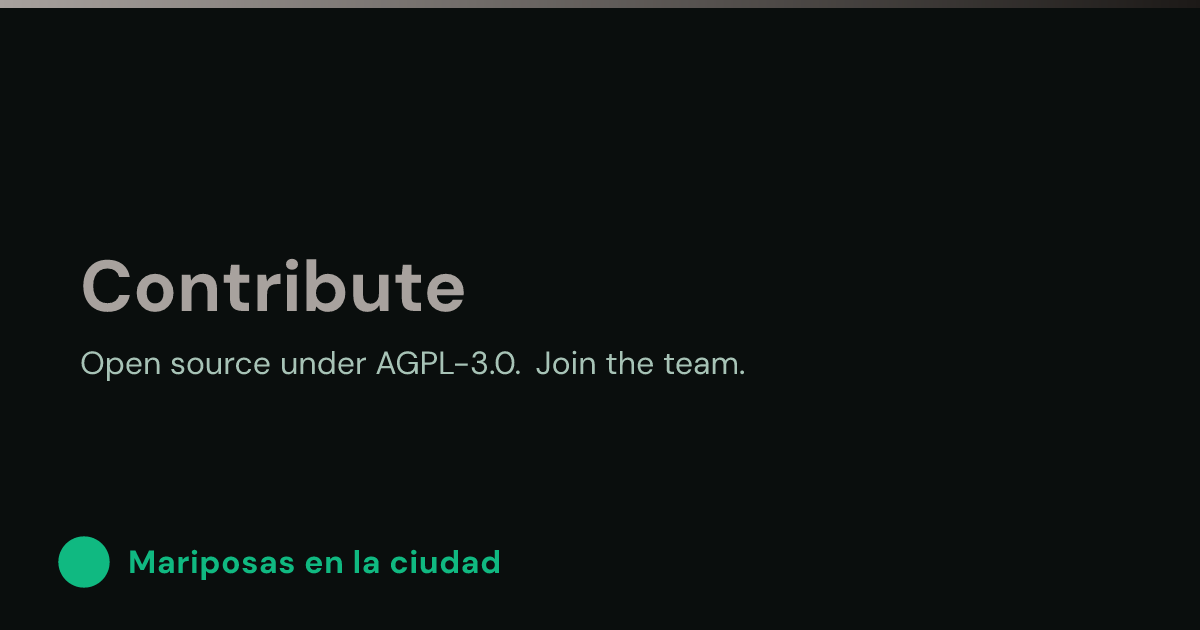 Contribute
Open source under AGPL-3.0. Join the team.
Mariposas en la ciudad